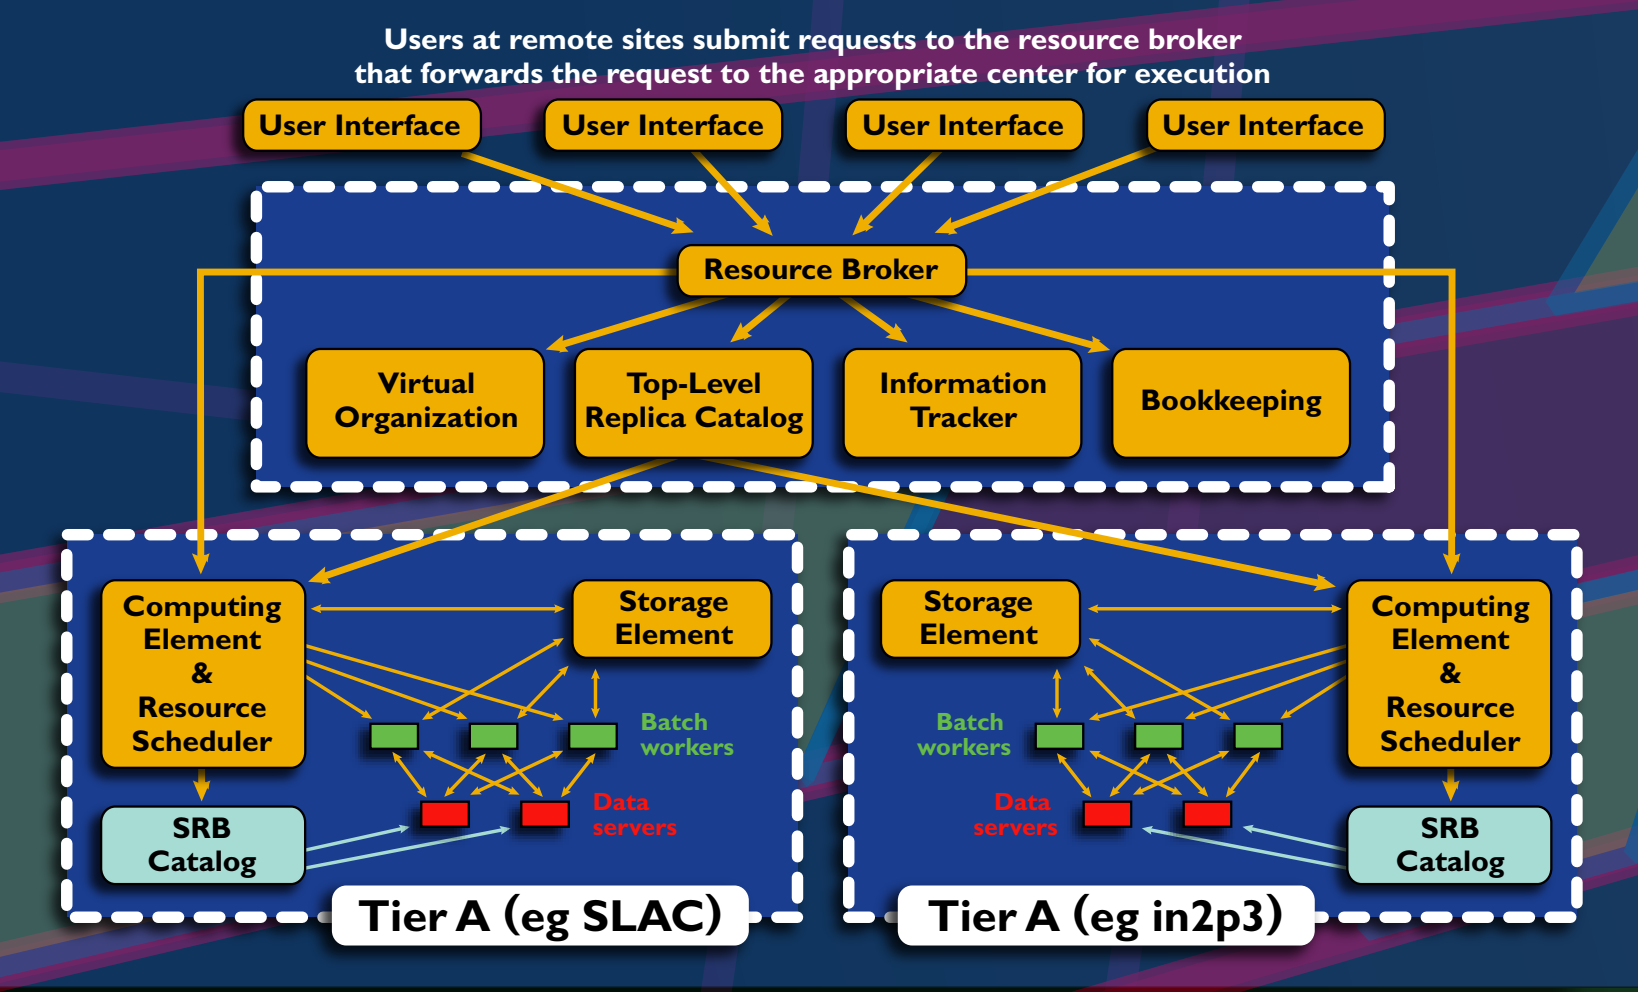 Users at remote sites submit requests to the resource broker
that forwards the request to the appropriate center for execution
User Interface
User Interface
User Interface
User Interface
Resource Broker
Virtual
Organization
Top-Level
Replica Catalog
Information
Tracker
Bookkeeping
Computing
Element
&
Resource
Scheduler
Storage
Element
Batch
workers
Data
servers
SRB
Catalog
Tier A (eg SLAC)
Storage
Element
Computing
Element
&
Resource
Scheduler
Batch
workers
Data
servers
SRB
Catalog
Tier A (eg in2p3)